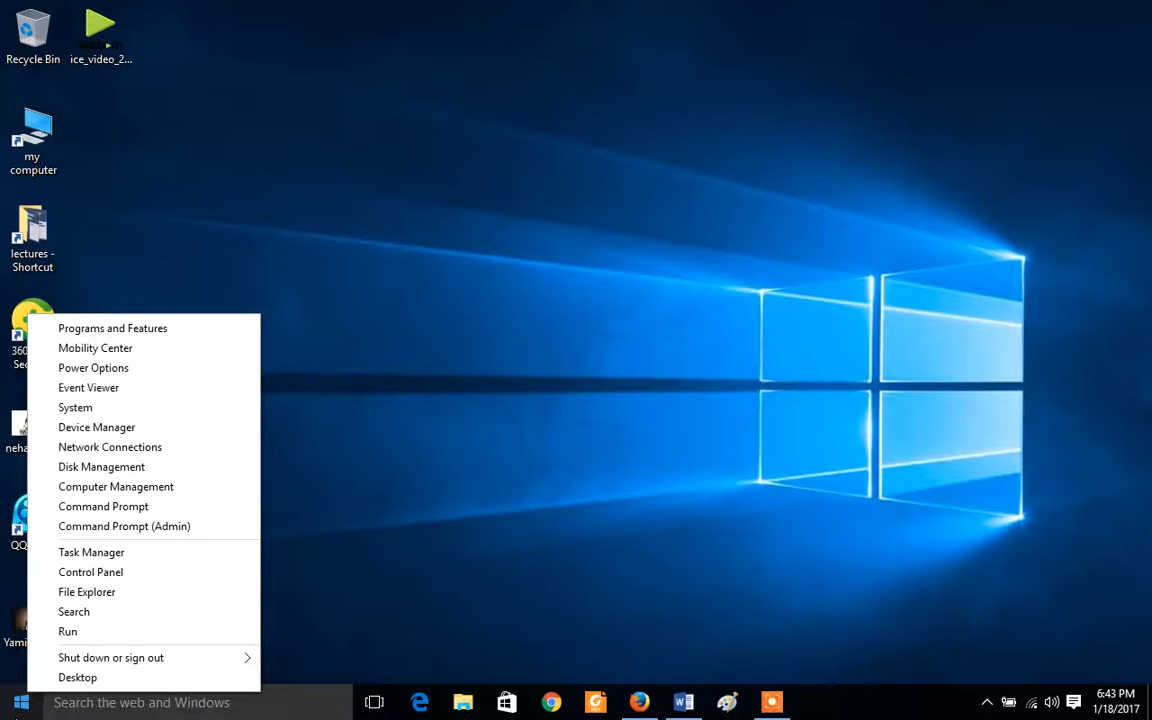 Recycle Bin
ice_video_2...
my
computer
lectures -
Shortcut
360
Sec
neha
QQ
Yami
Programs and Features
Mobility Center
Power Options
Event Viewer
System
Device Manager
Network Connections
Disk Management
Computer Management
Command Prompt
Command Prompt (Admin)
Task Manager
Control Panel
File Explorer
Search
Run
Shut down or sign out
Desktop
Search the web and Windows
6:43 PM
1/18/2017